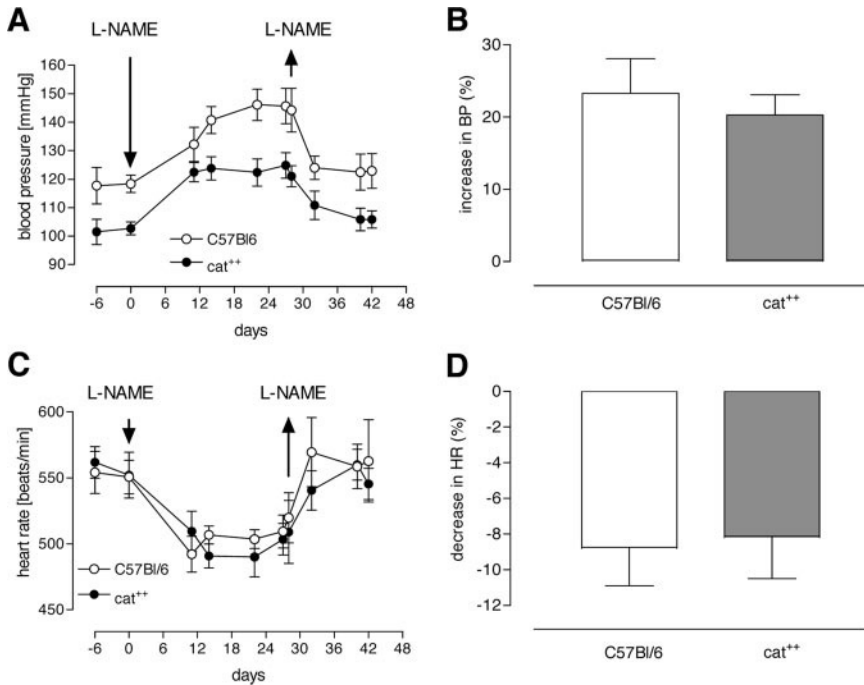 A
L-NAME
L-NAME
160
150
140
130
120
110
100
90
blood pressure [mmHg]
C57Bl6
cat++
-6 0 6 12 18 24 30 36 42 48
days
B
30
20
10
0
increase in BP (%)
C57Bl/6 cat++
C
L-NAME
L-NAME
600
550
500
450
heart rate [beats/min]
C57Bl/6
cat++
-6 0 6 12 18 24 30 36 42 48
days
D
0
-2
-4
-6
-8
-10
-12
decrease in HR (%)
C57Bl/6 cat++